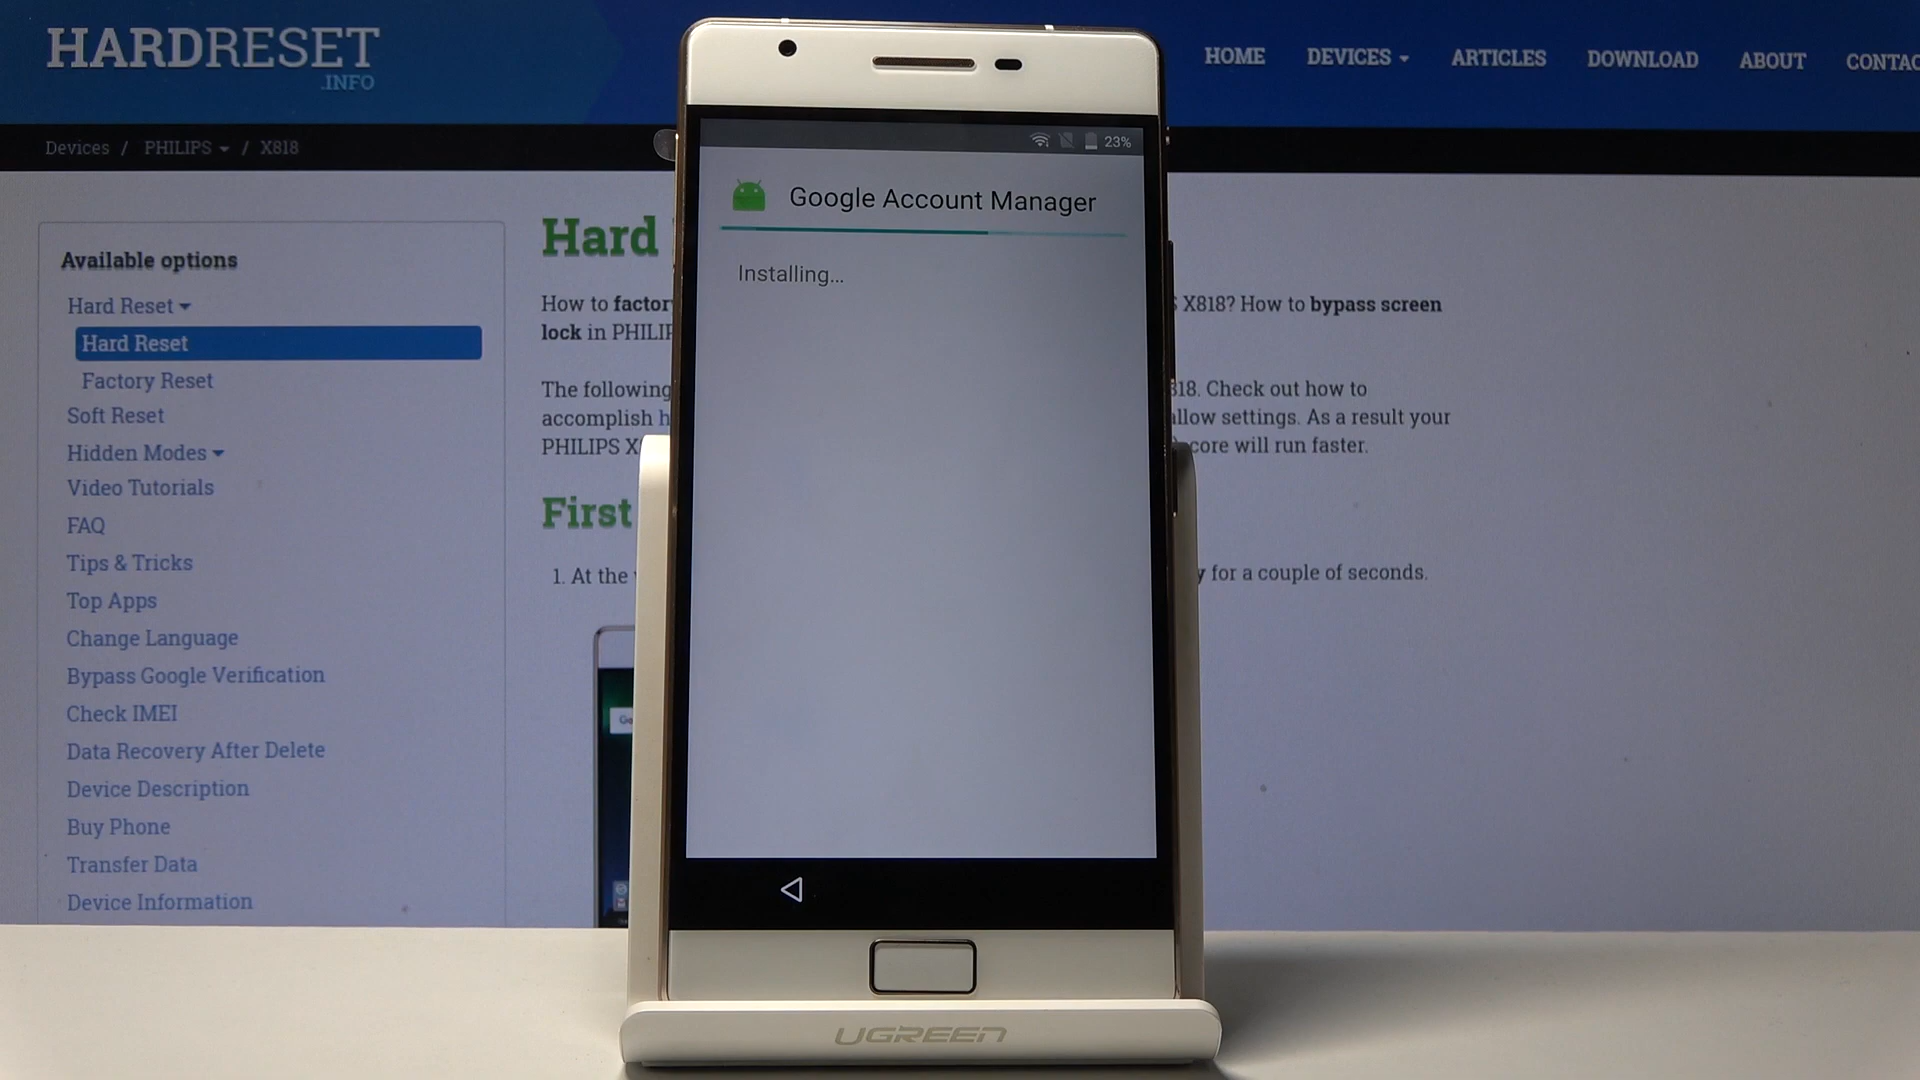 HARDRESET
.INFO
HOME DEVICES ARTICLES DOWNLOAD ABOUT CONTAC
Devices / PHILIPS / X818
23%
Google Account Manager
Installing...
Available options
Hard Reset
Hard Reset
Factory Reset
Soft Reset
Hidden Modes
Video Tutorials
FAQ
Tips & Tricks
Top Apps
Change Language
Bypass Google Verification
Check IMEI
Data Recovery After Delete
Device Description
Buy Phone
Transfer Data
Device Information
Hard
How to factor X818? How to bypass screen
lock in PHILIP
The following 818. Check out how to
accomplish h allow settings. As a result your
PHILIPS X core will run faster.
First
1. At the y for a couple of seconds.
Go
UGREEN